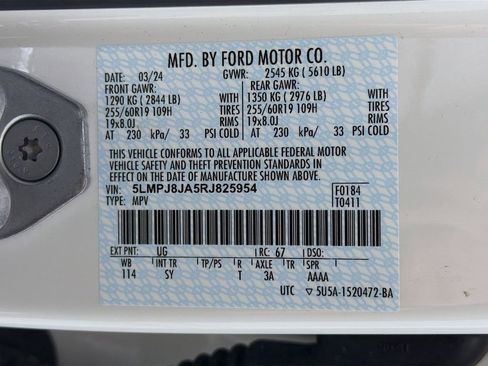 MFD. BY FORD MOTOR CO.
DATE: 03/24 GVWR: 2545 KG ( 5610 LB)
FRONT GAWR: REAR GAWR:
1290 KG ( 2844 LB) WITH 1350 KG ( 2976 LB) WITH
255/60R19 109H TIRES 255/60R19 109H TIRES
19x8.0J RIMS 19x8.0J RIMS
AT 230 kPa/ 33 PSI COLD AT 230 kPa/ 33 PSI COLD
THIS VEHICLE CONFORMS TO ALL APPLICABLE FEDERAL MOTOR
VEHICLE SAFETY AND THEFT PREVENTION STANDARDS IN
EFFECT ON THE DATE OF MANUFACTURE SHOWN ABOVE.
VIN: 5LMPJ8JA5RJ825954 F0184
TYPE: MPV T0411
EXT PNT: UG RC: 67 DSO:
WB INT TR TP/PS R AXLE TR SPR
114 SY T 3A AAAA
UTC ▽5U5A-1520472-BA